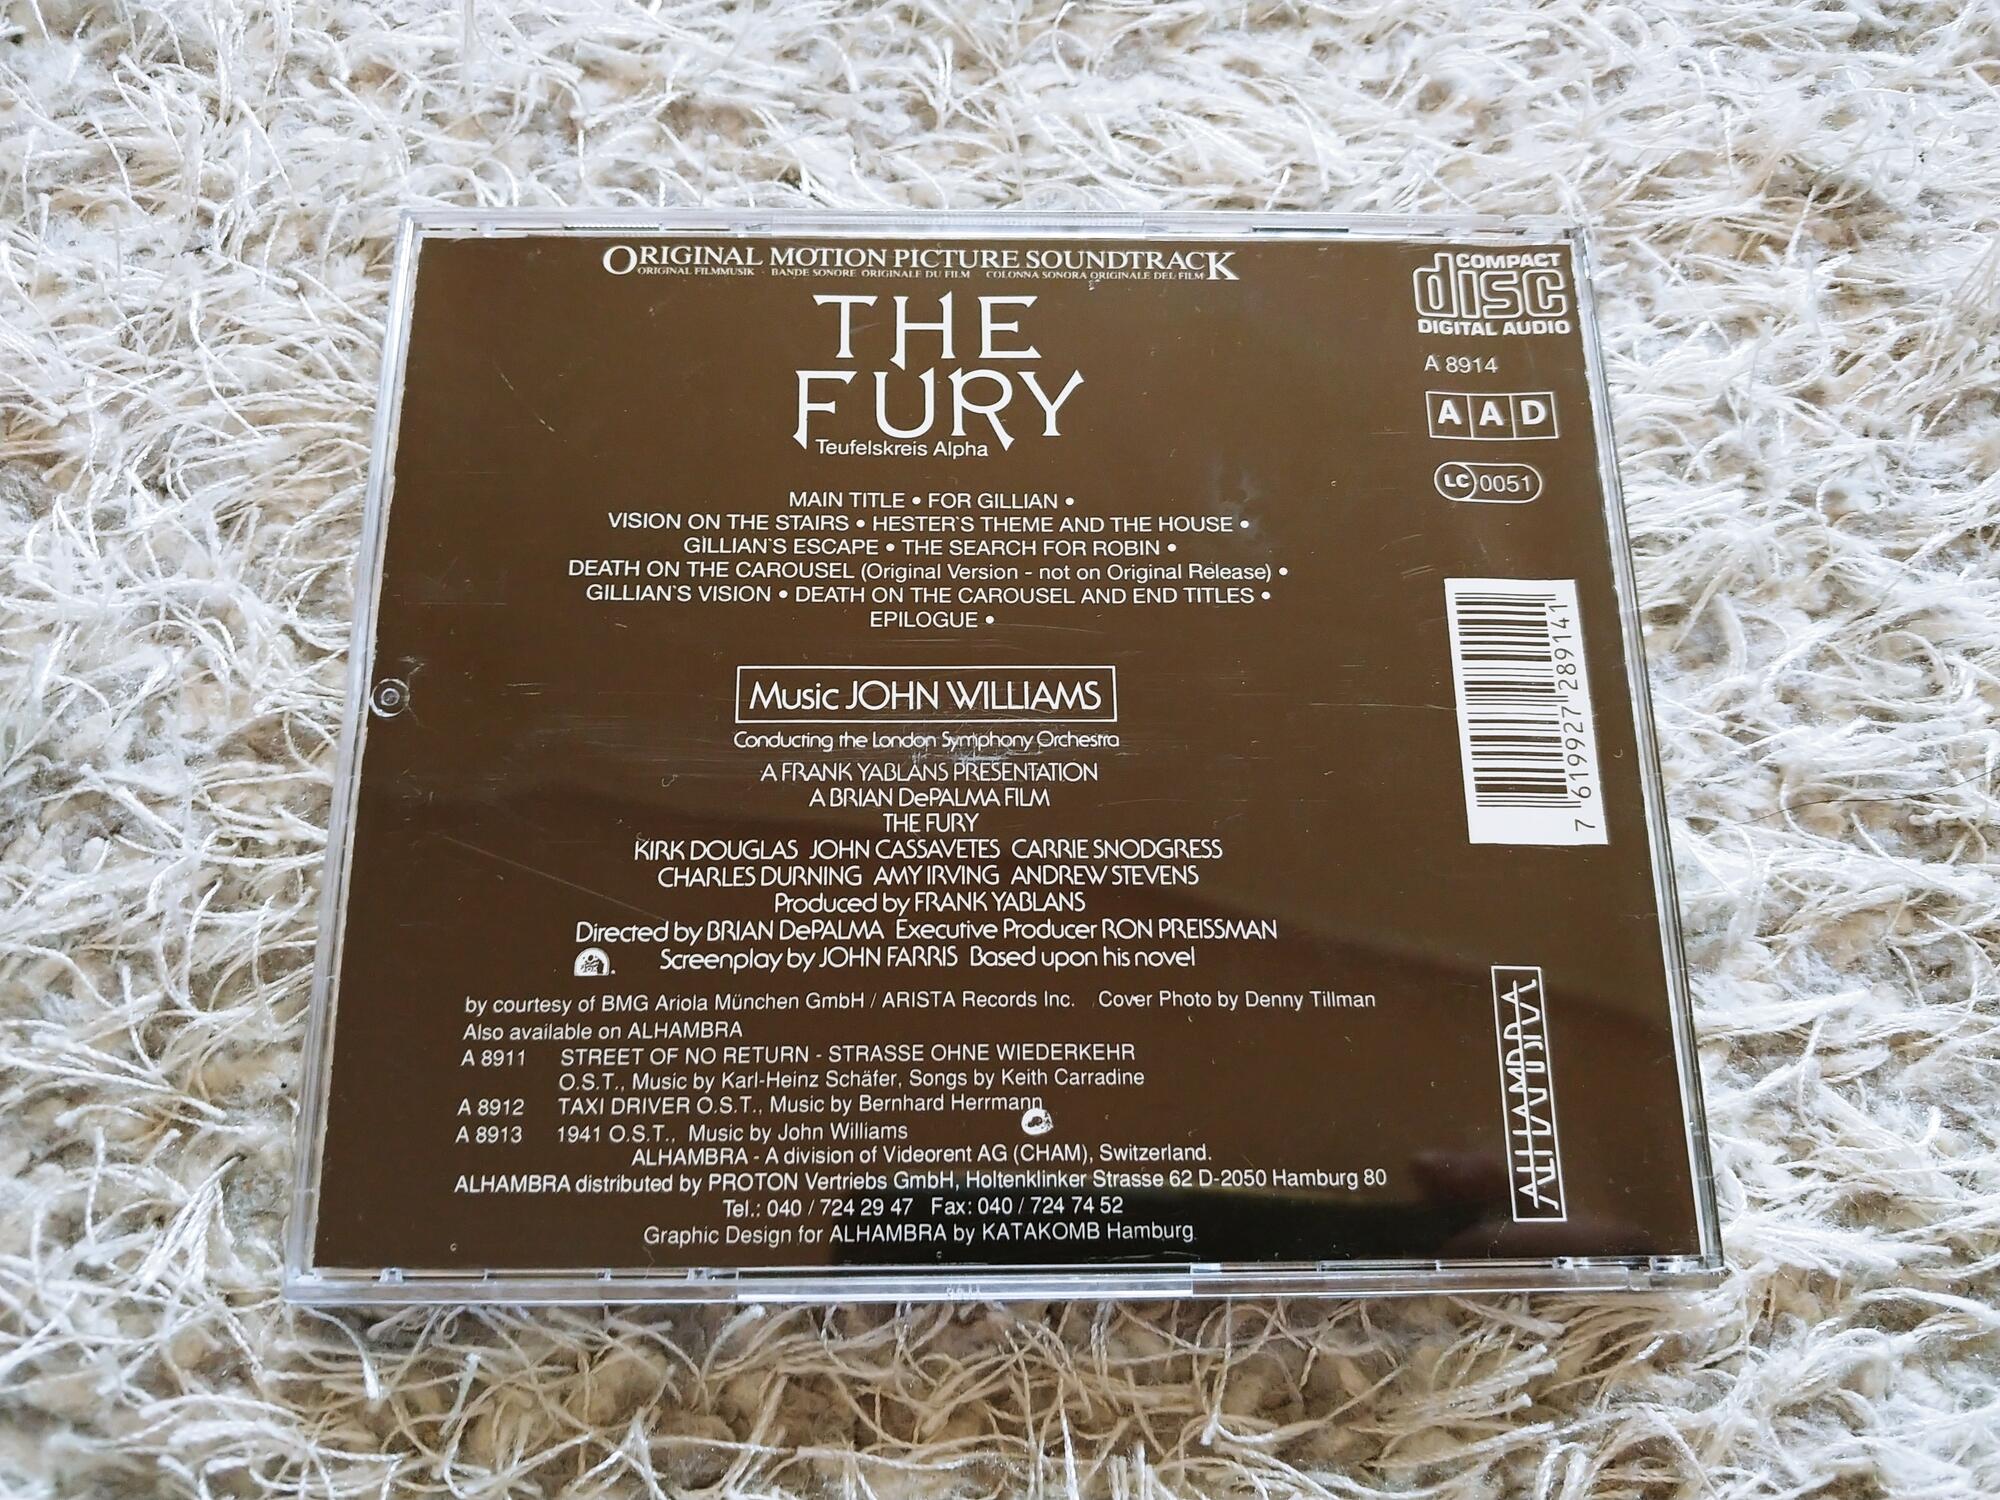 ORIGINAL MOTION PICTURE SOUNDTRACK
ORIGINAL FILMMUSIK · BANDE SONORE ORIGINALE DU FILM COLONNA SONORA ORIGINALE DEL FILM
THE
FURY
Teufelskreis Alpha
MAIN TITLE • FOR GILLIAN •
VISION ON THE STAIRS • HESTER`S THEME AND THE HOUSE •
GILLIAN`S ESCAPE • THE SEARCH FOR ROBIN •
DEATH ON THE CAROUSEL (Original Version - not on Original Release) •
GILLIAN`S VISION • DEATH ON THE CAROUSEL AND END TITLES •
EPILOGUE •
Music JOHN WILLIAMS
Conducting the London Symphony Orchestra
A FRANK YABLANS PRESENTATION
A BRIAN DePALMA FILM
THE FURY
KIRK DOUGLAS JOHN CASSAVETES CARRIE SNODGRESS
CHARLES DURNING AMY IRVING ANDREW STEVENS
Produced by FRANK YABLANS
Directed by BRIAN DePALMA Executive Producer RON PREISSMAN
Screenplay by JOHN FARRIS Based upon his novel
by courtesy of BMG Ariola München GmbH / ARISTA Records Inc. Cover Photo by Denny Tillman
Also available on ALHAMBRA
A 8911 STREET OF NO RETURN - STRASSE OHNE WIEDERKEHR
O.S.T., Music by Karl-Heinz Schäfer, Songs by Keith Carradine
A 8912 TAXI DRIVER O.S.T., Music by Bernhard Herrmann
A 8913 1941 O.S.T., Music by John Williams
ALHAMBRA - A division of Videorent AG (CHAM), Switzerland.
ALHAMBRA distributed by PROTON Vertriebs GmbH, Holtenklinker Strasse 62 D-2050 Hamburg 80
Tel.: 040 / 724 29 47 Fax: 040 / 724 74 52
Graphic Design for ALHAMBRA by KATAKOMB Hamburg
COMPACT
disc
DIGITAL AUDIO
A 8914
A A D
LC 0051
7 619927 289141
ALHAMBRA